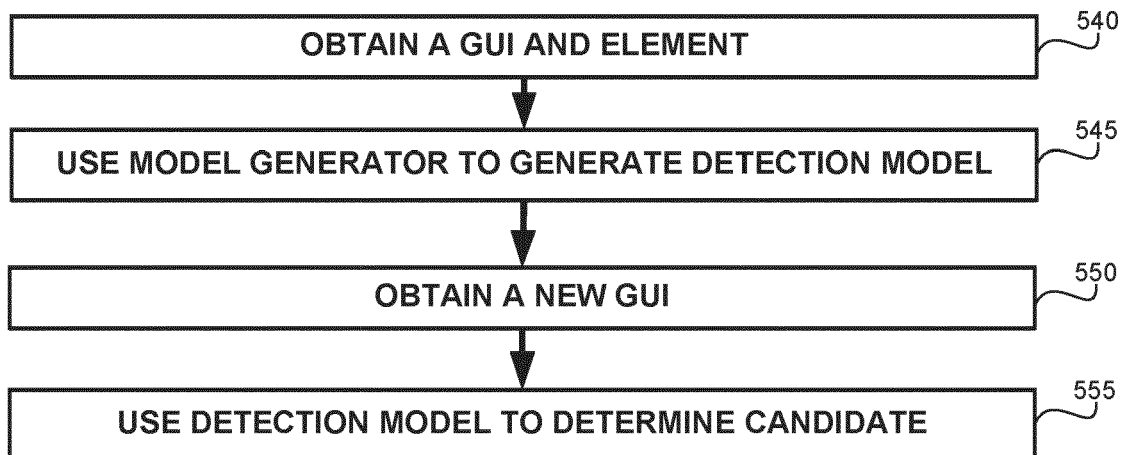 OBTAIN A GUI AND ELEMENT
540
USE MODEL GENERATOR TO GENERATE DETECTION MODEL
545
OBTAIN A NEW GUI
550
USE DETECTION MODEL TO DETERMINE CANDIDATE
555